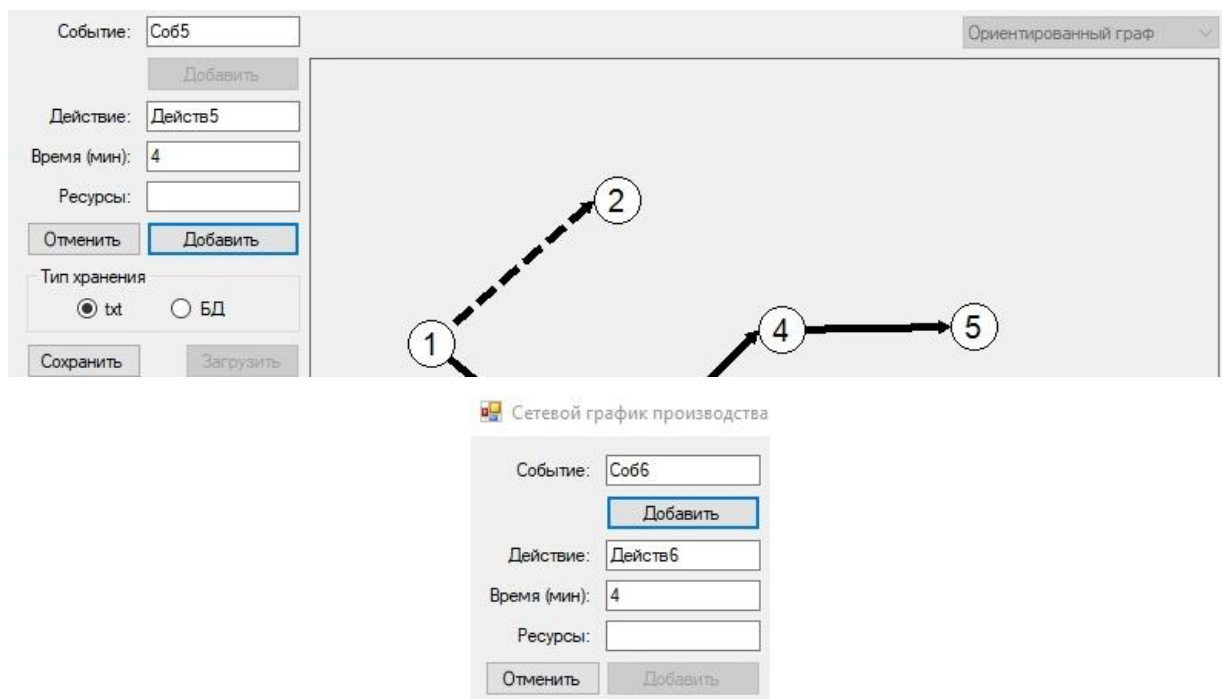 Событие: Соб5
Ориентированный граф
Добавить
Действие: Действ5
Время (мин): 4
2
Ресурсы:
Отменить Добавить
Тип хранения
txt БД
1 4 5
Сохранить Загрузить
Сетевой график производства
Событие: Соб6
Добавить
Действие: Действ6
Время (мин): 4
Ресурсы:
Отменить Добавить